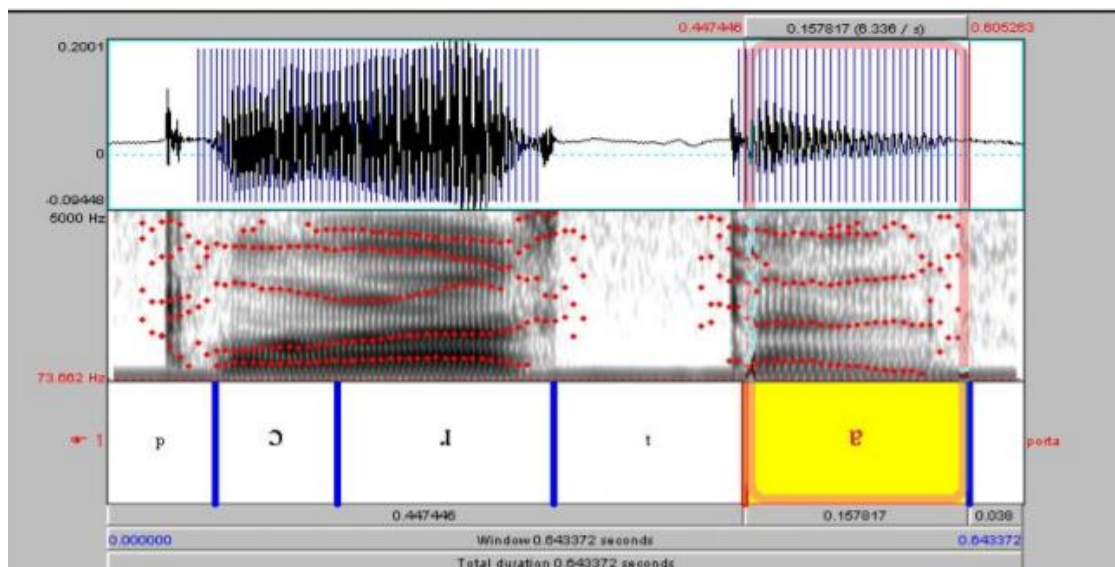 0.447446 0.157817 (6.336 / s) 0.605263
0.2001
0
-0.09448
5000 Hz
73.662 Hz
☞ 1 p ɔ ɾ t ɐ porta
0.447446 0.157817 0.038
0.000000 Window 0.643372 seconds 0.643372
Total duration 0.643372 seconds